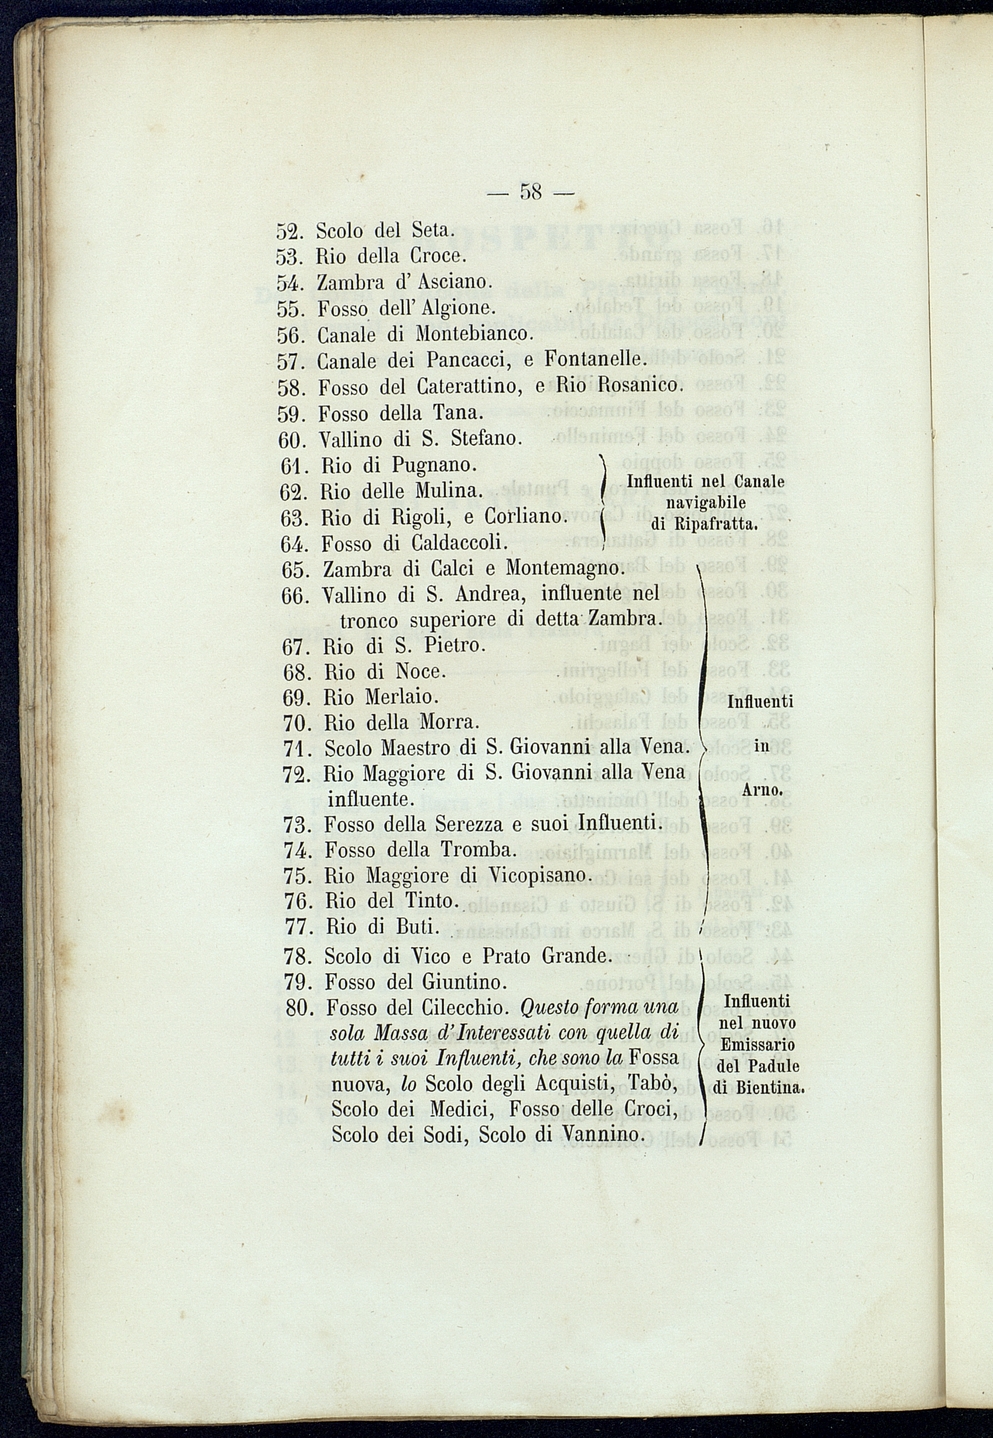 — 58 —
52. Scolo del Seta.
53. Rio della Croce.
54. Zambra d' Asciano.
55. Fosso dell' Algione.
56. Canale di Montebianco.
57. Canale dei Pancacci, e Fontanelle.
58. Fosso del Caterattino, e Rio Rosanico.
59. Fosso della Tana.
60. Vallino di S. Stefano.
61. Rio di Pugnano.
62. Rio delle Mulina.
63. Rio di Rigoli, e Corliano.
64. Fosso di Caldaccoli.
Influenti nel Canale
navigabile
di Ripafratta.
65. Zambra di Calci e Montemagno.
66. Vallino di S. Andrea, influente nel
tronco superiore di detta Zambra.
67. Rio di S. Pietro.
68. Rio di Noce.
69. Rio Merlaio.
70. Rio della Morra.
71. Scolo Maestro di S. Giovanni alla Vena.
72. Rio Maggiore di S. Giovanni alla Vena
influente.
73. Fosso della Serezza e suoi Influenti.
74. Fosso della Tromba.
75. Rio Maggiore di Vicopisano.
76. Rio del Tinto.
77. Rio di Buti.
Influenti
in
Arno.
78. Scolo di Vico e Prato Grande.
79. Fosso del Giuntino.
80. Fosso del Cilecchio. Questo forma una
sola Massa d'Interessati con quella di
tutti i suoi Influenti, che sono la Fossa
nuova, lo Scolo degli Acquisti, Tabò,
Scolo dei Medici, Fosso delle Croci,
Scolo dei Sodi, Scolo di Vannino.
Influenti
nel nuovo
Emissario
del Padule
di Bientina.